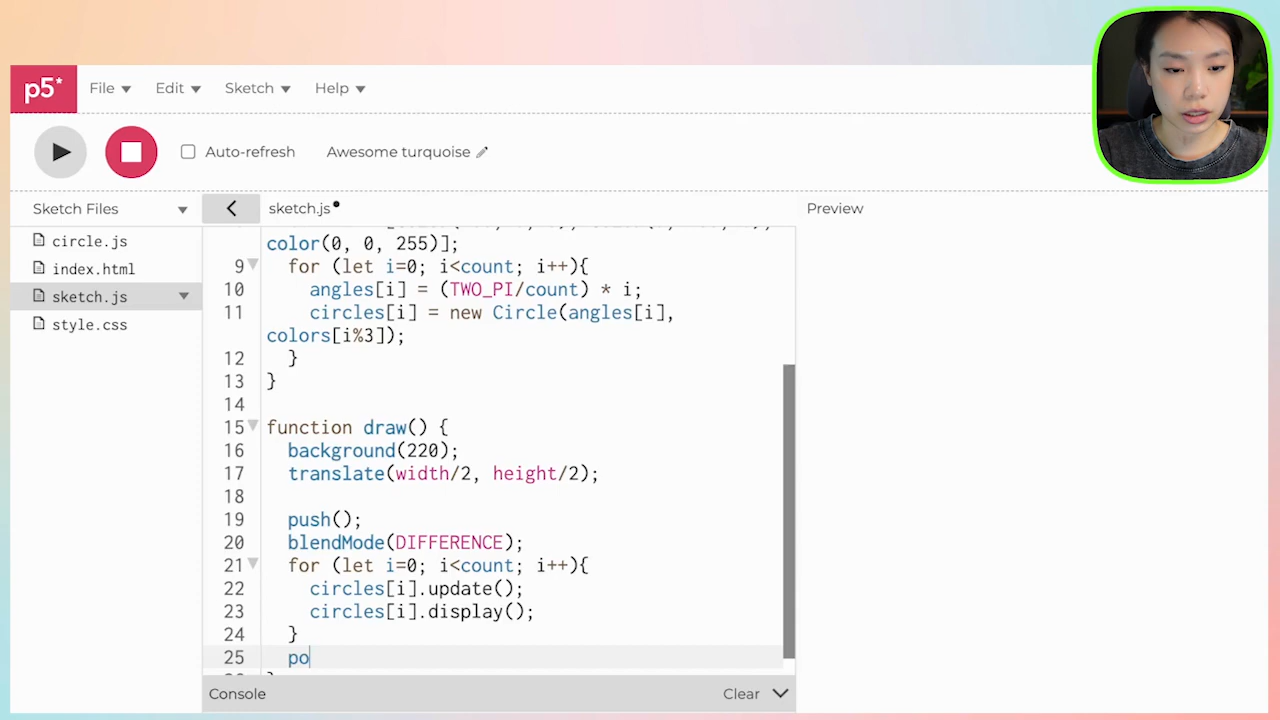 p5*
File Edit Sketch Help
Auto-refresh Awesome turquoise
Sketch Files
sketch.js
Preview
circle.js
index.html
sketch.js
style.css
color(0, 0, 255)];
9 for (let i=0; i<count; i++){
10 angles[i] = (TWO_PI/count) * i;
11 circles[i] = new Circle(angles[i],
colors[i%3]);
12 }
13 }
14
15 function draw() {
16 background(220);
17 translate(width/2, height/2);
18
19 push();
20 blendMode(DIFFERENCE);
21 for (let i=0; i<count; i++){
22 circles[i].update();
23 circles[i].display();
24 }
25 po
Console Clear